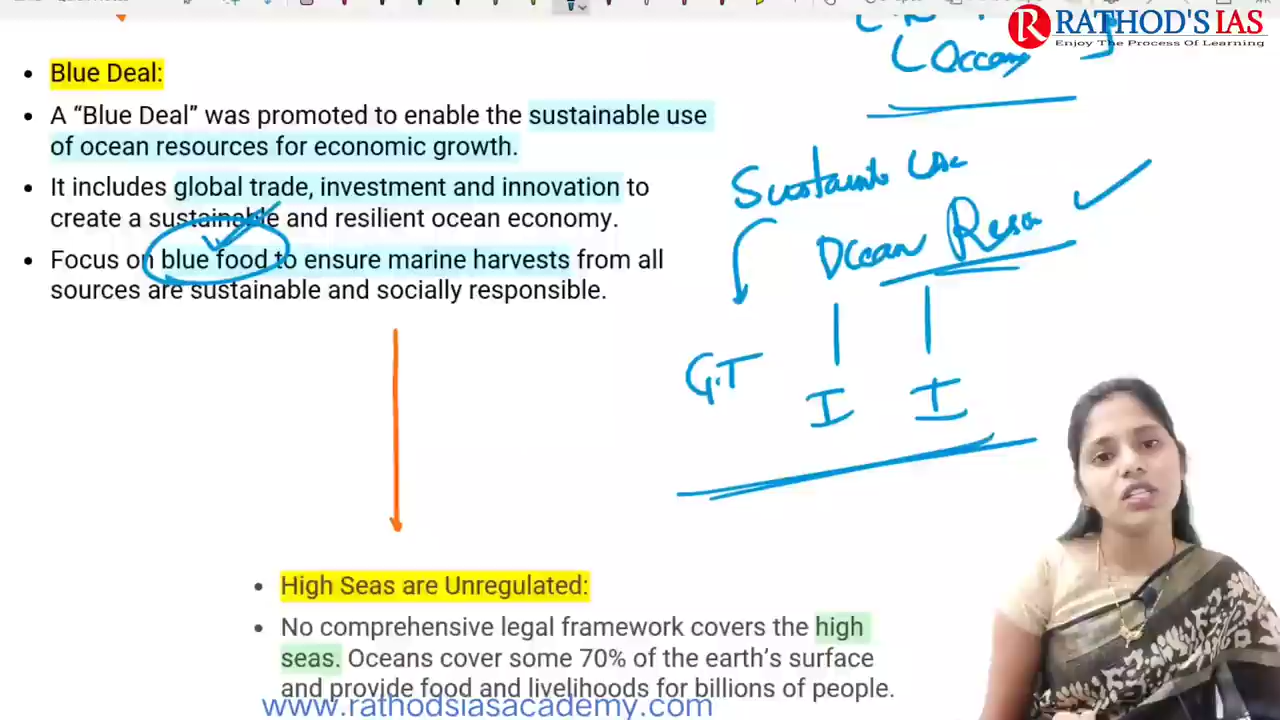 RATHOD'S IAS
Enjoy The Process Of Learning
• Blue Deal:
• A “Blue Deal” was promoted to enable the sustainable use
of ocean resources for economic growth.
• It includes global trade, investment and innovation to
create a sustainable and resilient ocean economy.
• Focus on blue food to ensure marine harvests from all
sources are sustainable and socially responsible.
Ocean
G.T
I I
• High Seas are Unregulated:
• No comprehensive legal framework covers the high
seas. Oceans cover some 70% of the earth’s surface
and provide food and livelihoods for billions of people.
www.rathodsiasacademy.com